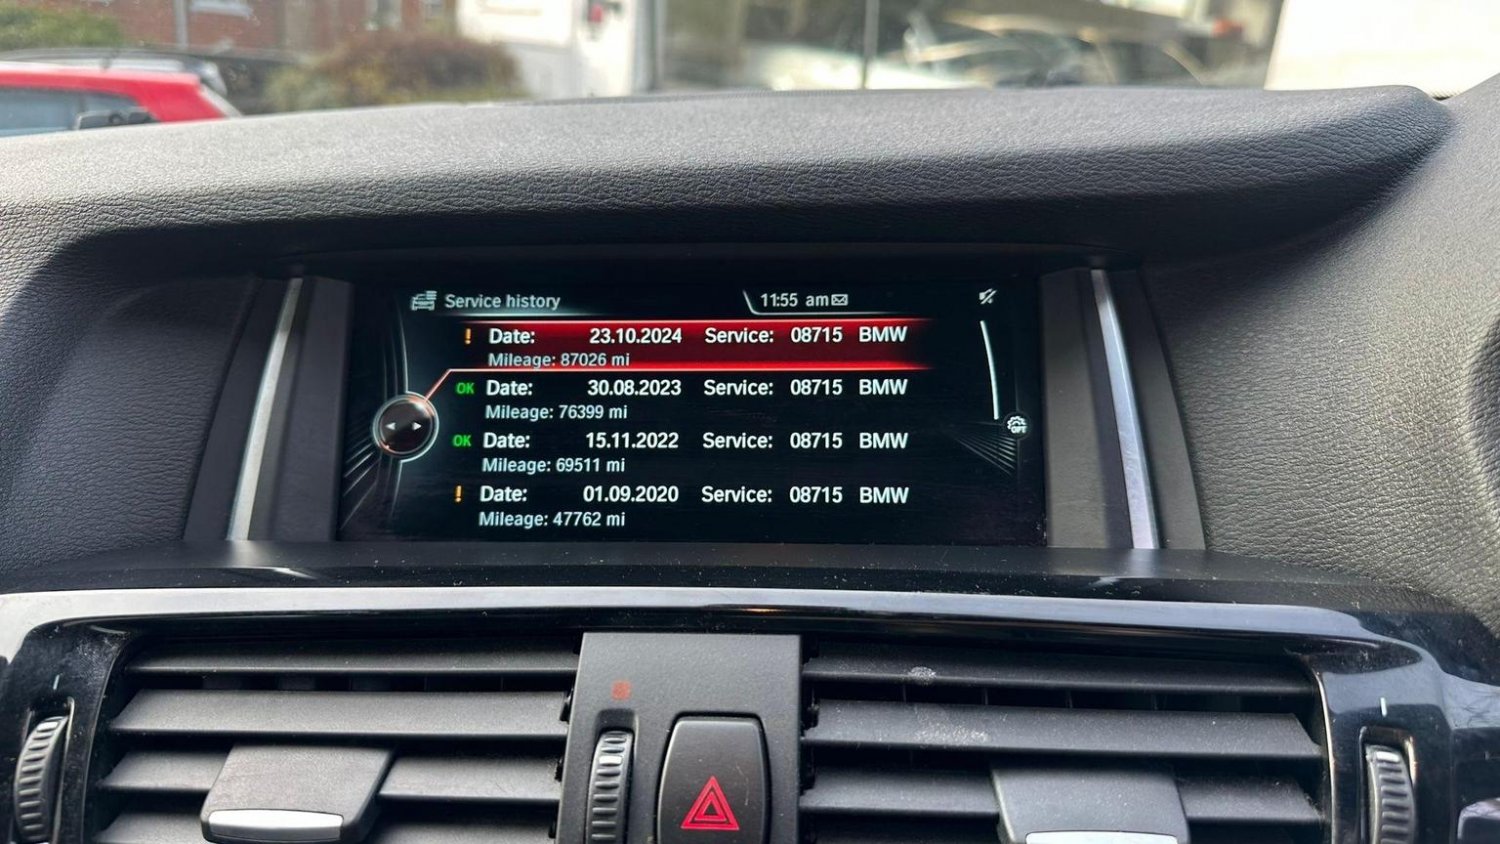 Service history 11:55 am
! Date: 23.10.2024 Service: 08715 BMW
Mileage: 87026 mi
OK Date: 30.08.2023 Service: 08715 BMW
Mileage: 76399 mi
OK Date: 15.11.2022 Service: 08715 BMW
Mileage: 69511 mi
! Date: 01.09.2020 Service: 08715 BMW
Mileage: 47762 mi
OFF